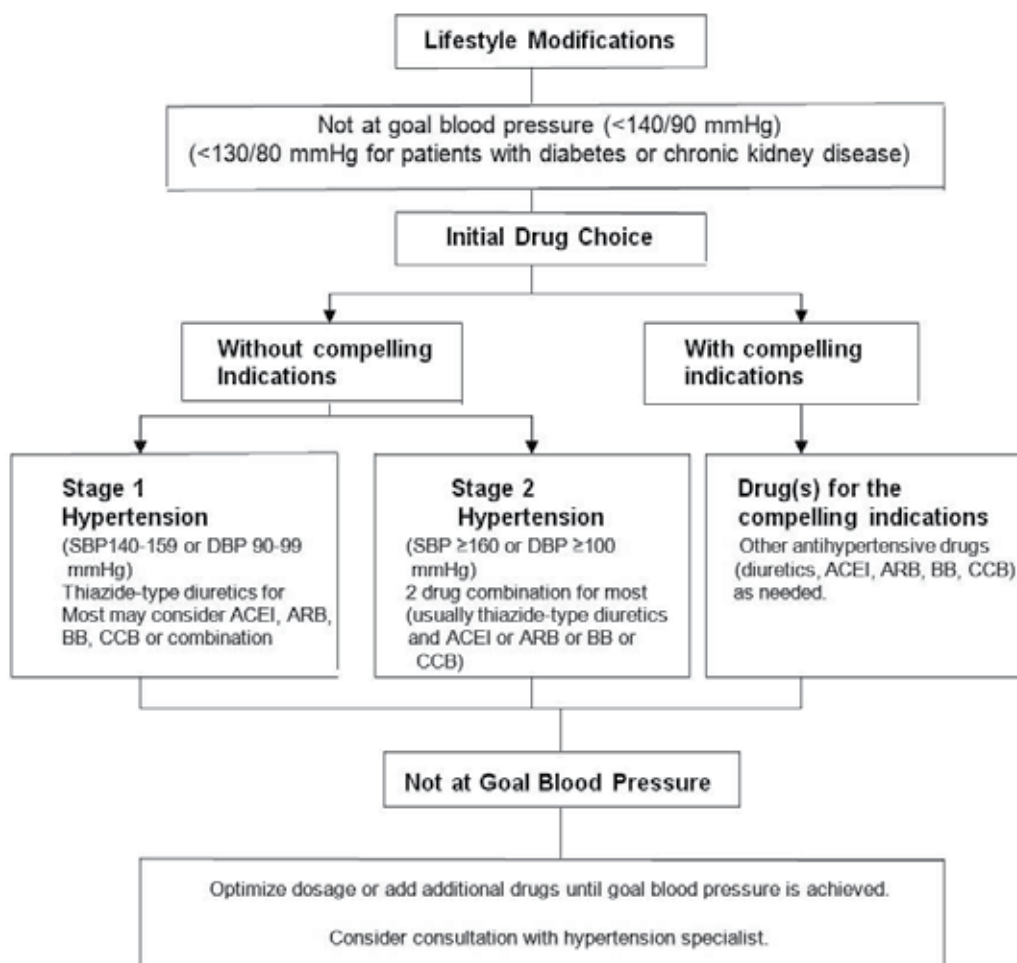 Lifestyle Modifications
Not at goal blood pressure (<140/90 mmHg)
(<130/80 mmHg for patients with diabetes or chronic kidney disease)
Initial Drug Choice
Without compelling
Indications
With compelling
indications
Stage 1
Hypertension
(SBP140-159 or DBP 90-99
mmHg)
Thiazide-type diuretics for
Most may consider ACEI, ARB,
BB, CCB or combination
Stage 2
Hypertension
(SBP ≥160 or DBP ≥100
mmHg)
2 drug combination for most
(usually thiazide-type diuretics
and ACEI or ARB or BB or
CCB)
Drug(s) for the
compelling indications
Other antihypertensive drugs
(diuretics, ACEI, ARB, BB, CCB)
as needed.
Not at Goal Blood Pressure
Optimize dosage or add additional drugs until goal blood pressure is achieved.
Consider consultation with hypertension specialist.